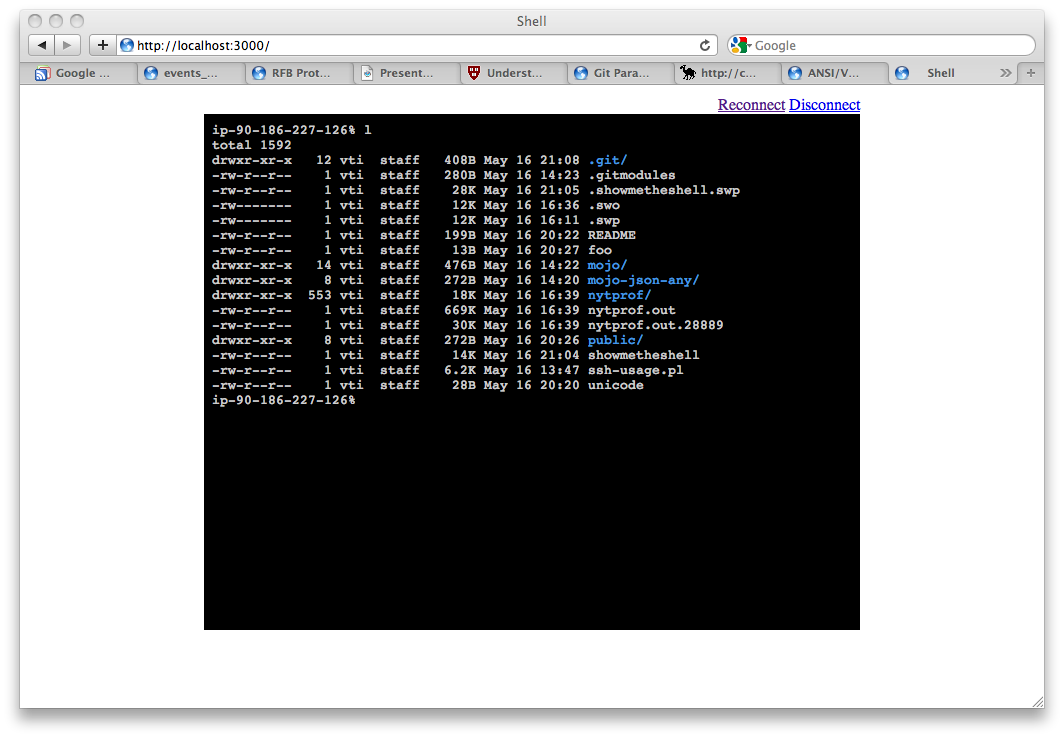 Shell
http://localhost:3000/
Google
Google ... events_... RFB Prot... Present... Underst... Git Para... http://c... ANSI/V... Shell
Reconnect Disconnect
ip-90-186-227-126% l
total 1592
drwxr-xr-x 12 vti staff 408B May 16 21:08 .git/
-rw-r--r-- 1 vti staff 280B May 16 14:23 .gitmodules
-rw-r--r-- 1 vti staff 28K May 16 21:05 .showmetheshell.swp
-rw------- 1 vti staff 12K May 16 16:36 .swo
-rw------- 1 vti staff 12K May 16 16:11 .swp
-rw-r--r-- 1 vti staff 199B May 16 20:22 README
-rw-r--r-- 1 vti staff 13B May 16 20:27 foo
drwxr-xr-x 14 vti staff 476B May 16 14:22 mojo/
drwxr-xr-x 8 vti staff 272B May 16 14:20 mojo-json-any/
drwxr-xr-x 553 vti staff 18K May 16 16:39 nytprof/
-rw-r--r-- 1 vti staff 669K May 16 16:39 nytprof.out
-rw-r--r-- 1 vti staff 30K May 16 16:39 nytprof.out.28889
drwxr-xr-x 8 vti staff 272B May 16 20:26 public/
-rwxr-xr-x 1 vti staff 14K May 16 21:04 showmetheshell
-rw-r--r-- 1 vti staff 6.2K May 16 13:47 ssh-usage.pl
-rw-r--r-- 1 vti staff 28B May 16 20:20 unicode
ip-90-186-227-126%